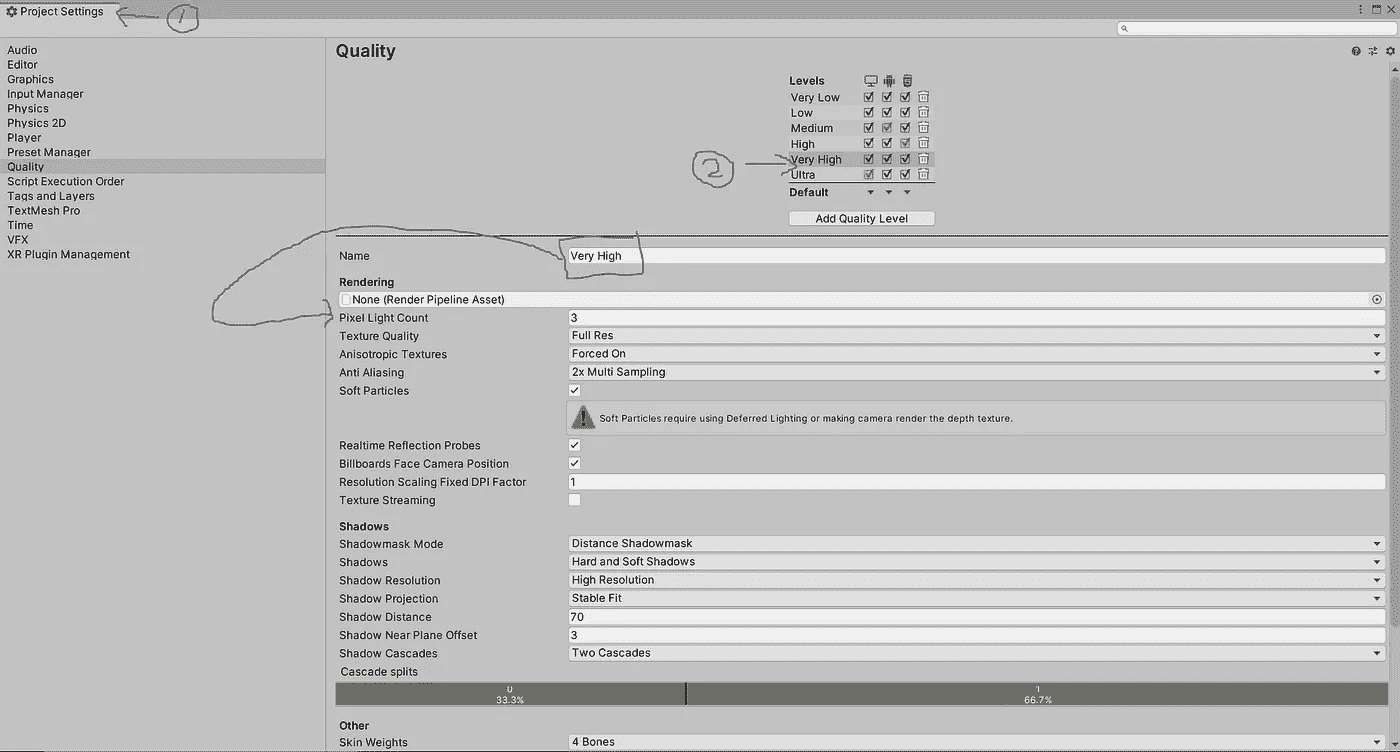 Project Settings
1
Audio
Editor
Graphics
Input Manager
Physics
Physics 2D
Player
Preset Manager
Quality
Script Execution Order
Tags and Layers
TextMesh Pro
Time
VFX
XR Plugin Management
Quality
Levels
Very Low
Low
Medium
High
Very High
2
Ultra
Default
Add Quality Level
Name Very High
Rendering
None (Render Pipeline Asset)
Pixel Light Count 3
Texture Quality Full Res
Anisotropic Textures Forced On
Anti Aliasing 2x Multi Sampling
Soft Particles
Soft Particles require using Deferred Lighting or making camera render the depth texture.
Realtime Reflection Probes
Billboards Face Camera Position
Resolution Scaling Fixed DPI Factor 1
Texture Streaming
Shadows
Shadowmask Mode Distance Shadowmask
Shadows Hard and Soft Shadows
Shadow Resolution High Resolution
Shadow Projection Stable Fit
Shadow Distance 70
Shadow Near Plane Offset 3
Shadow Cascades Two Cascades
Cascade splits
0 1
33.3% 66.7%
Other
Skin Weights 4 Bones